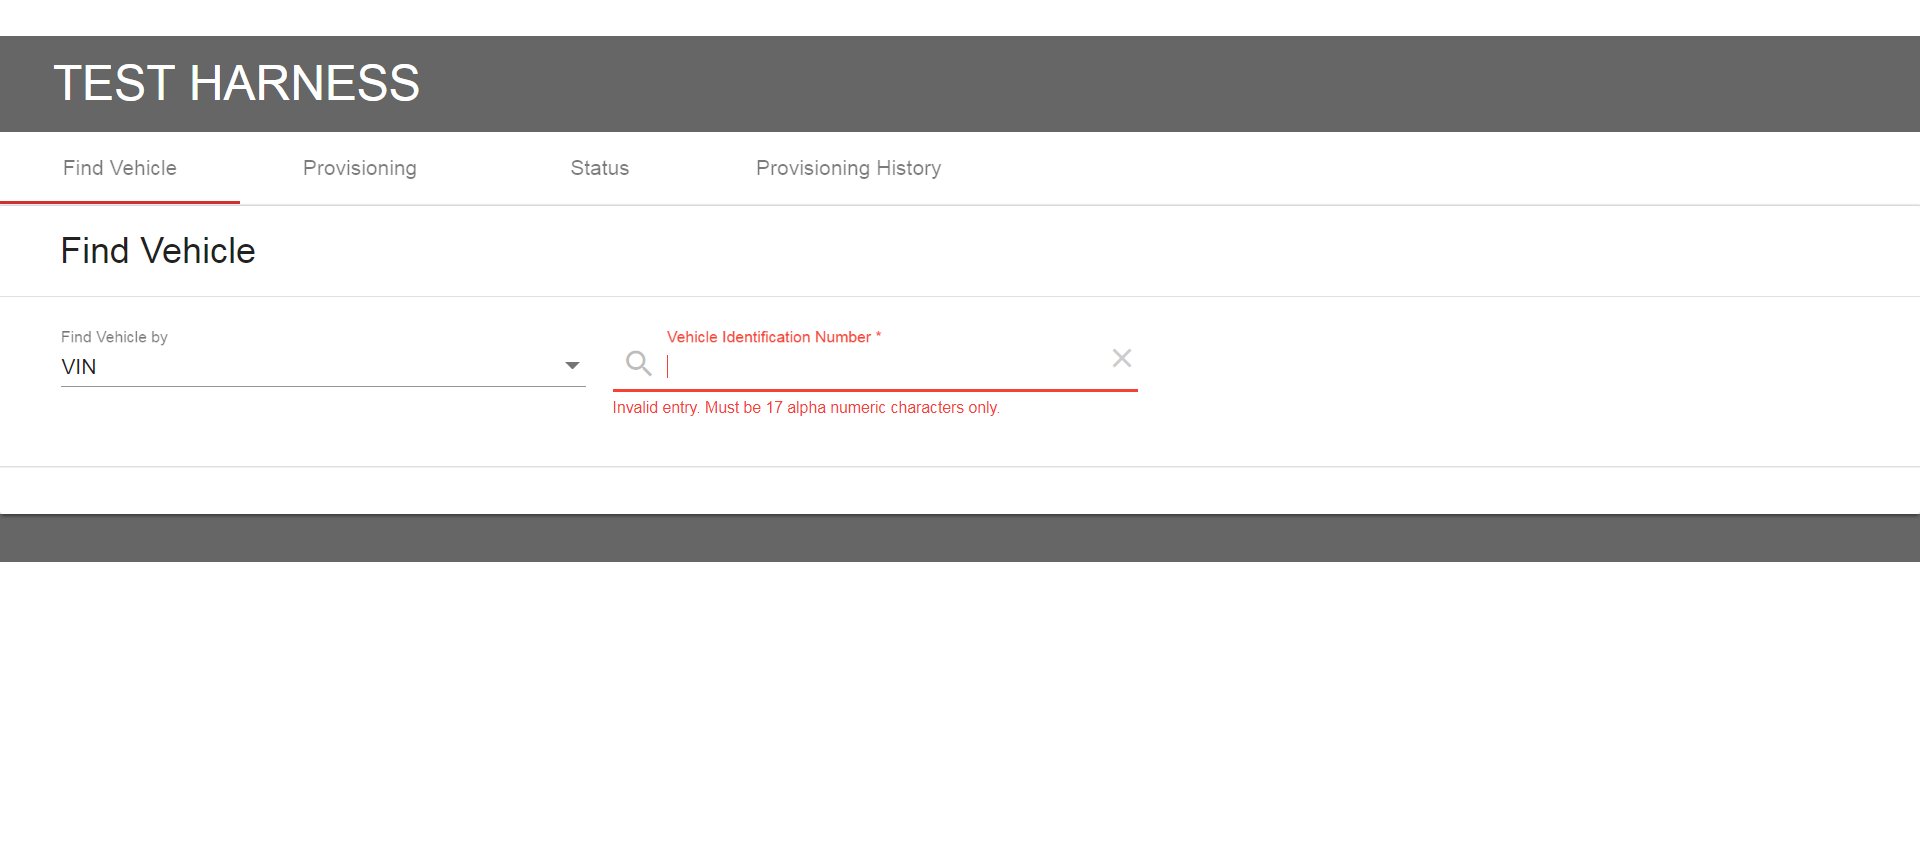 TEST HARNESS
Find Vehicle Provisioning Status Provisioning History
Find Vehicle
Find Vehicle by Vehicle Identification Number *
VIN
Invalid entry. Must be 17 alpha numeric characters only.